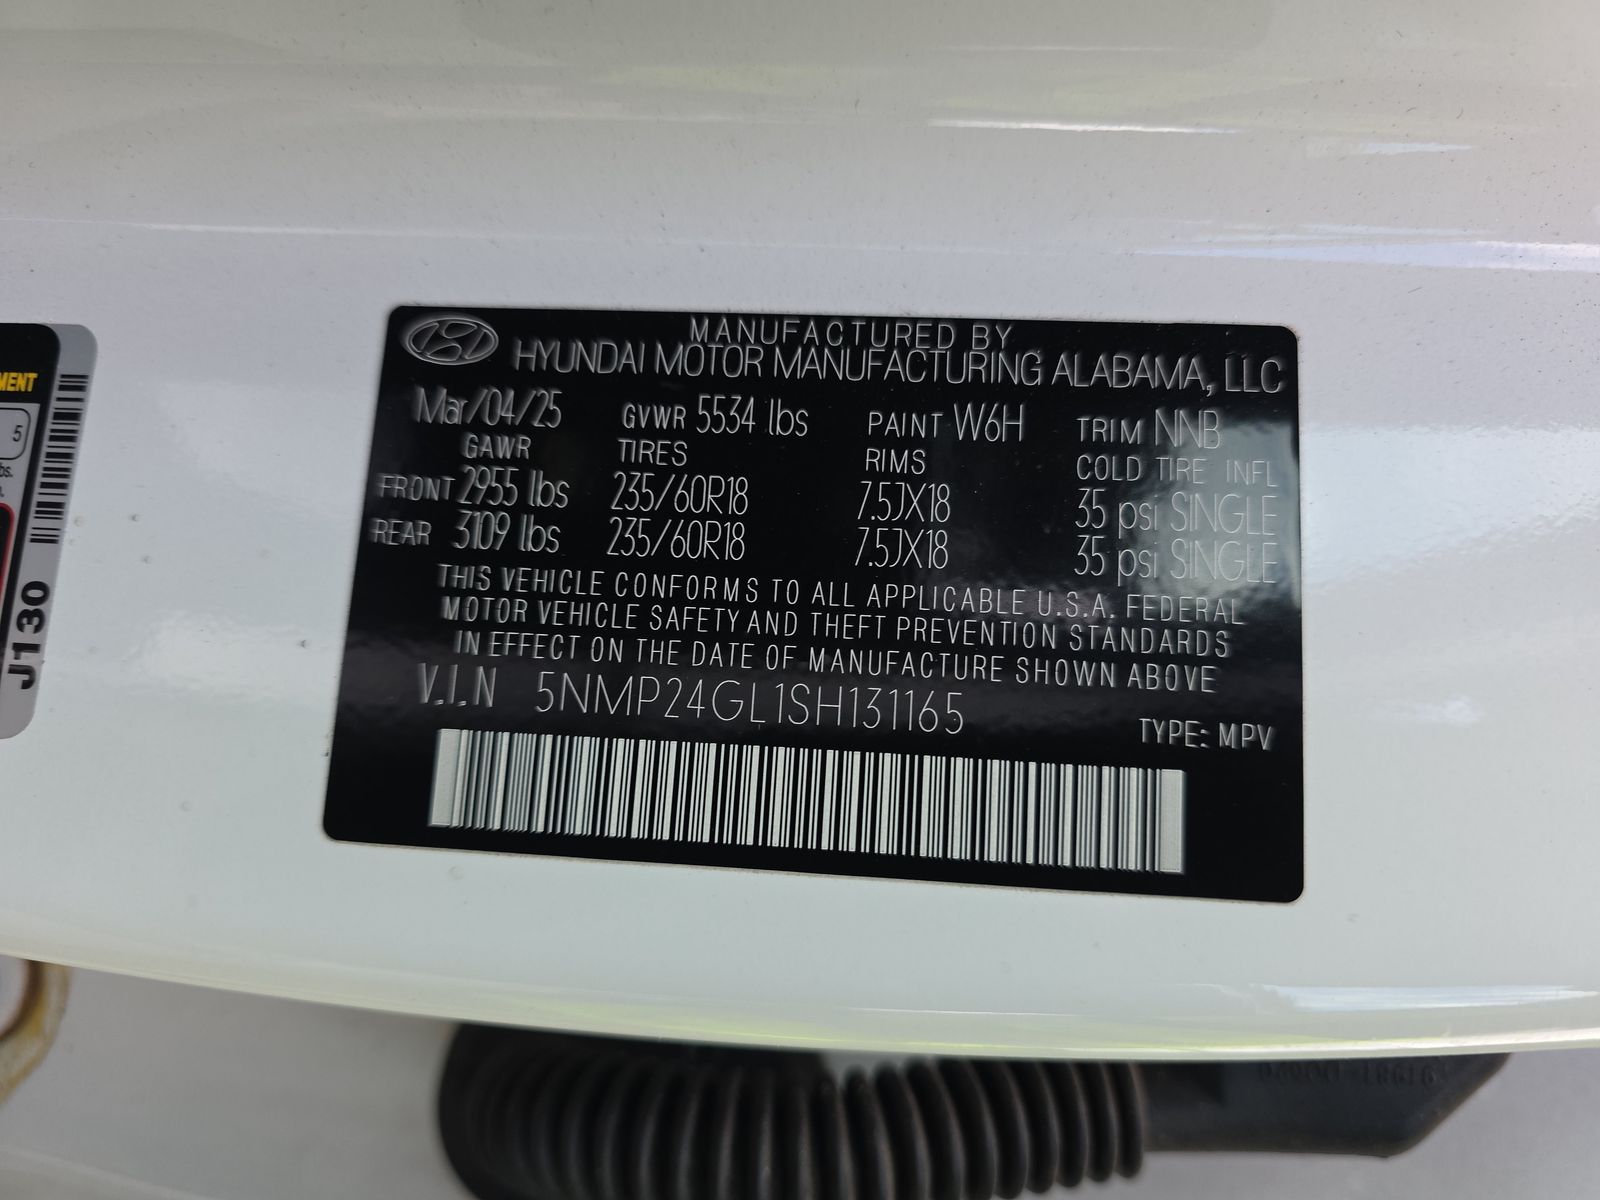 MANUFACTURED BY
HYUNDAI MOTOR MANUFACTURING ALABAMA, LLC
Mar/04/25 GVWR 5534 lbs PAINT W6H TRIM NNB
GAWR TIRES RIMS COLD TIRE INFL
FRONT 2955 lbs 235/60R18 7.5JX18 35 psi SINGLE
REAR 3109 lbs 235/60R18 7.5JX18 35 psi SINGLE
THIS VEHICLE CONFORMS TO ALL APPLICABLE U.S.A. FEDERAL
MOTOR VEHICLE SAFETY AND THEFT PREVENTION STANDARDS
IN EFFECT ON THE DATE OF MANUFACTURE SHOWN ABOVE
V.I.N 5NMP24GL1SH131165
TYPE: MPV
MENT
5
bs.
J130